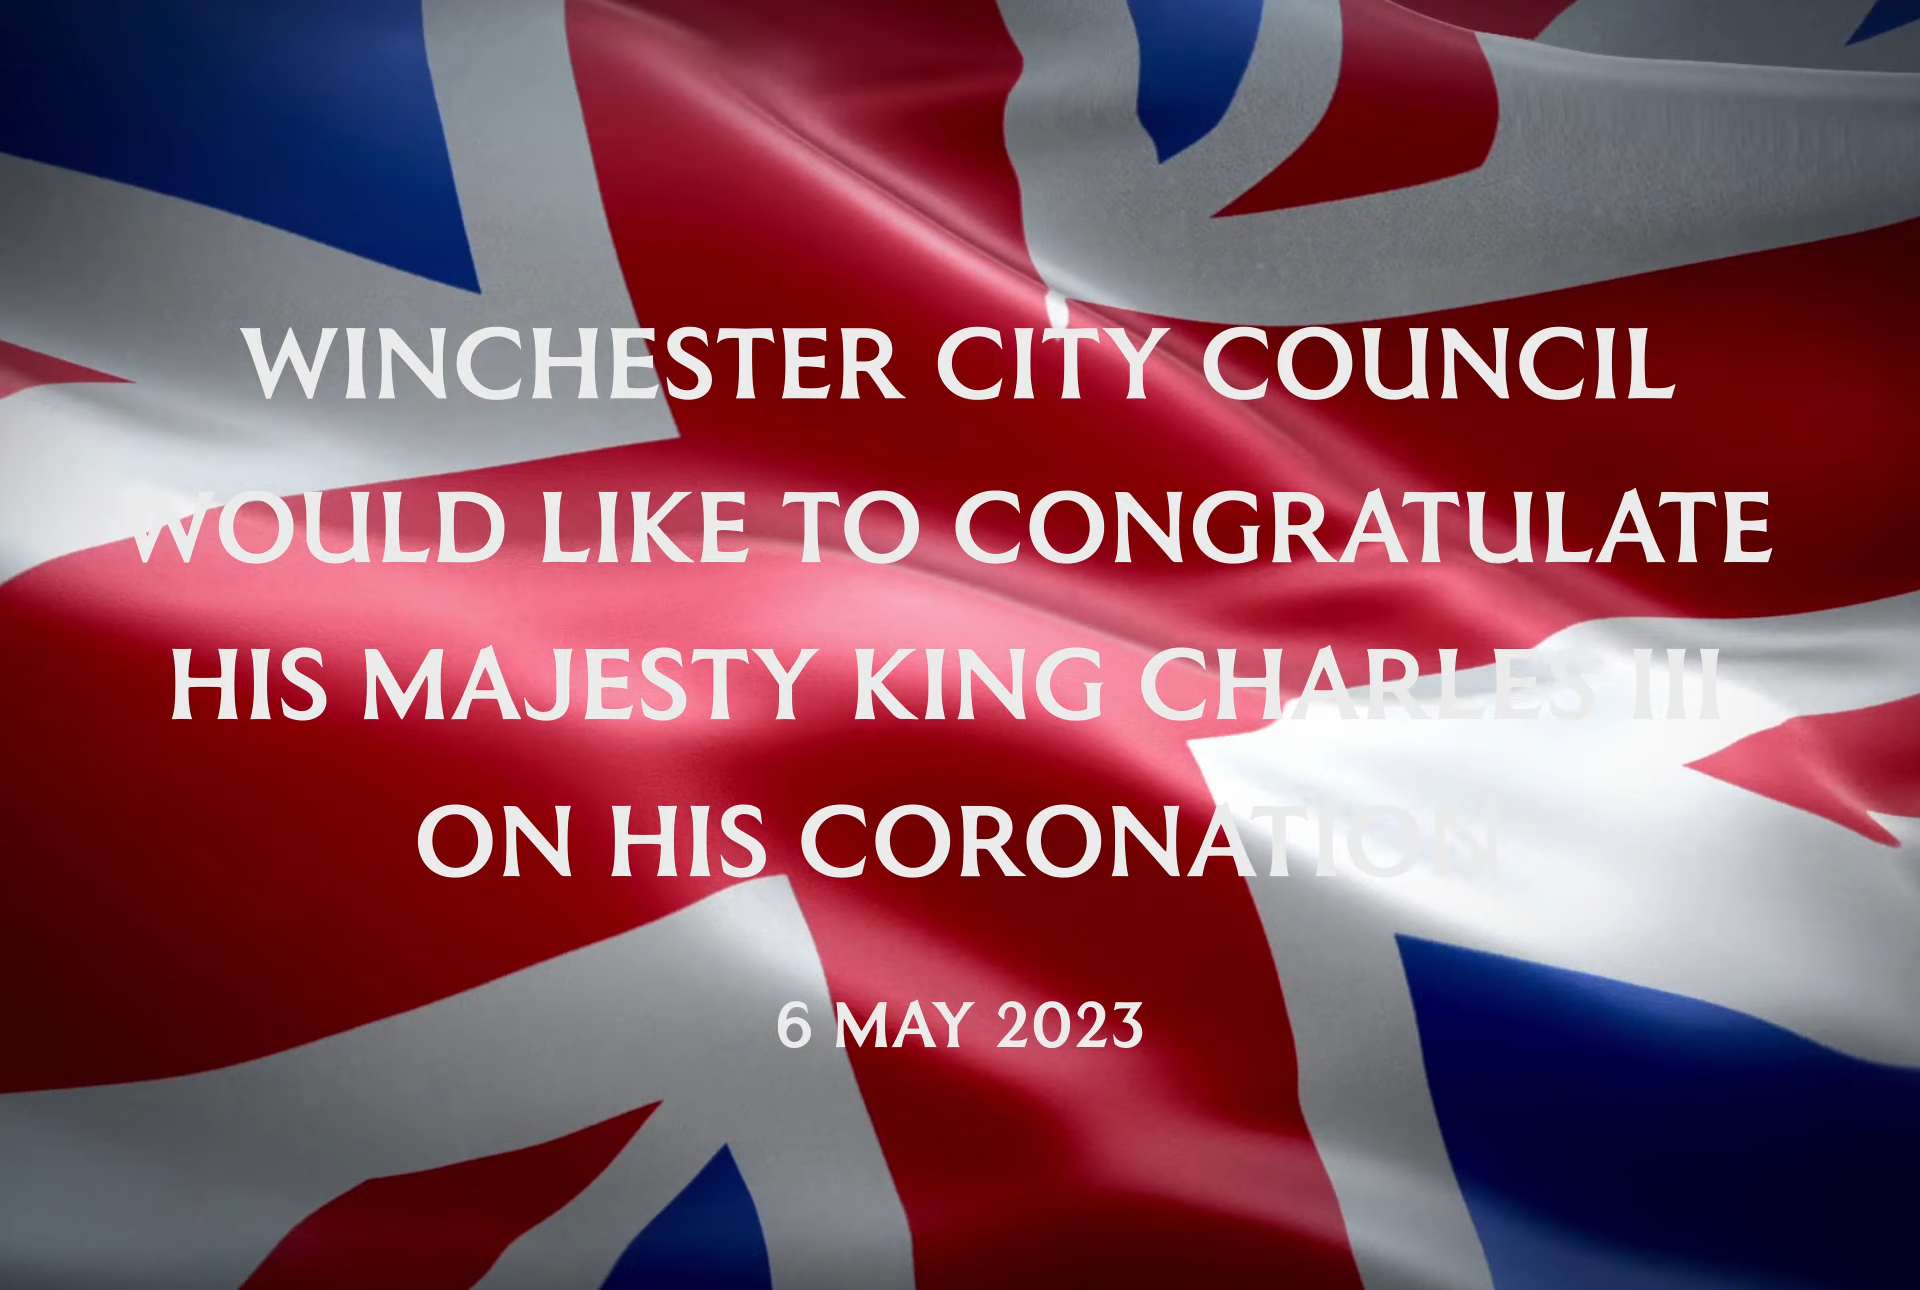 WINCHESTER CITY COUNCIL
WOULD LIKE TO CONGRATULATE
HIS MAJESTY KING CHARLES III
ON HIS CORONATION
6 MAY 2023